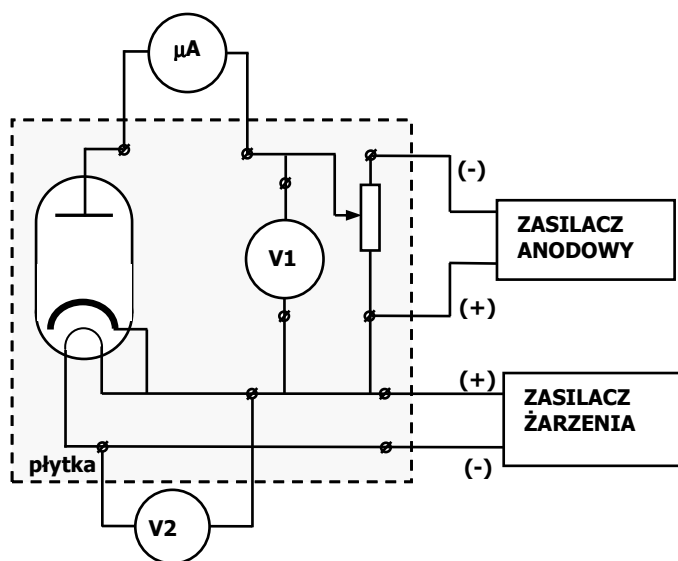 µA
(-)
ZASILACZ
ANODOWY
V1
(+)
(+)
ZASILACZ
ŻARZENIA
płytka
(-)
V2